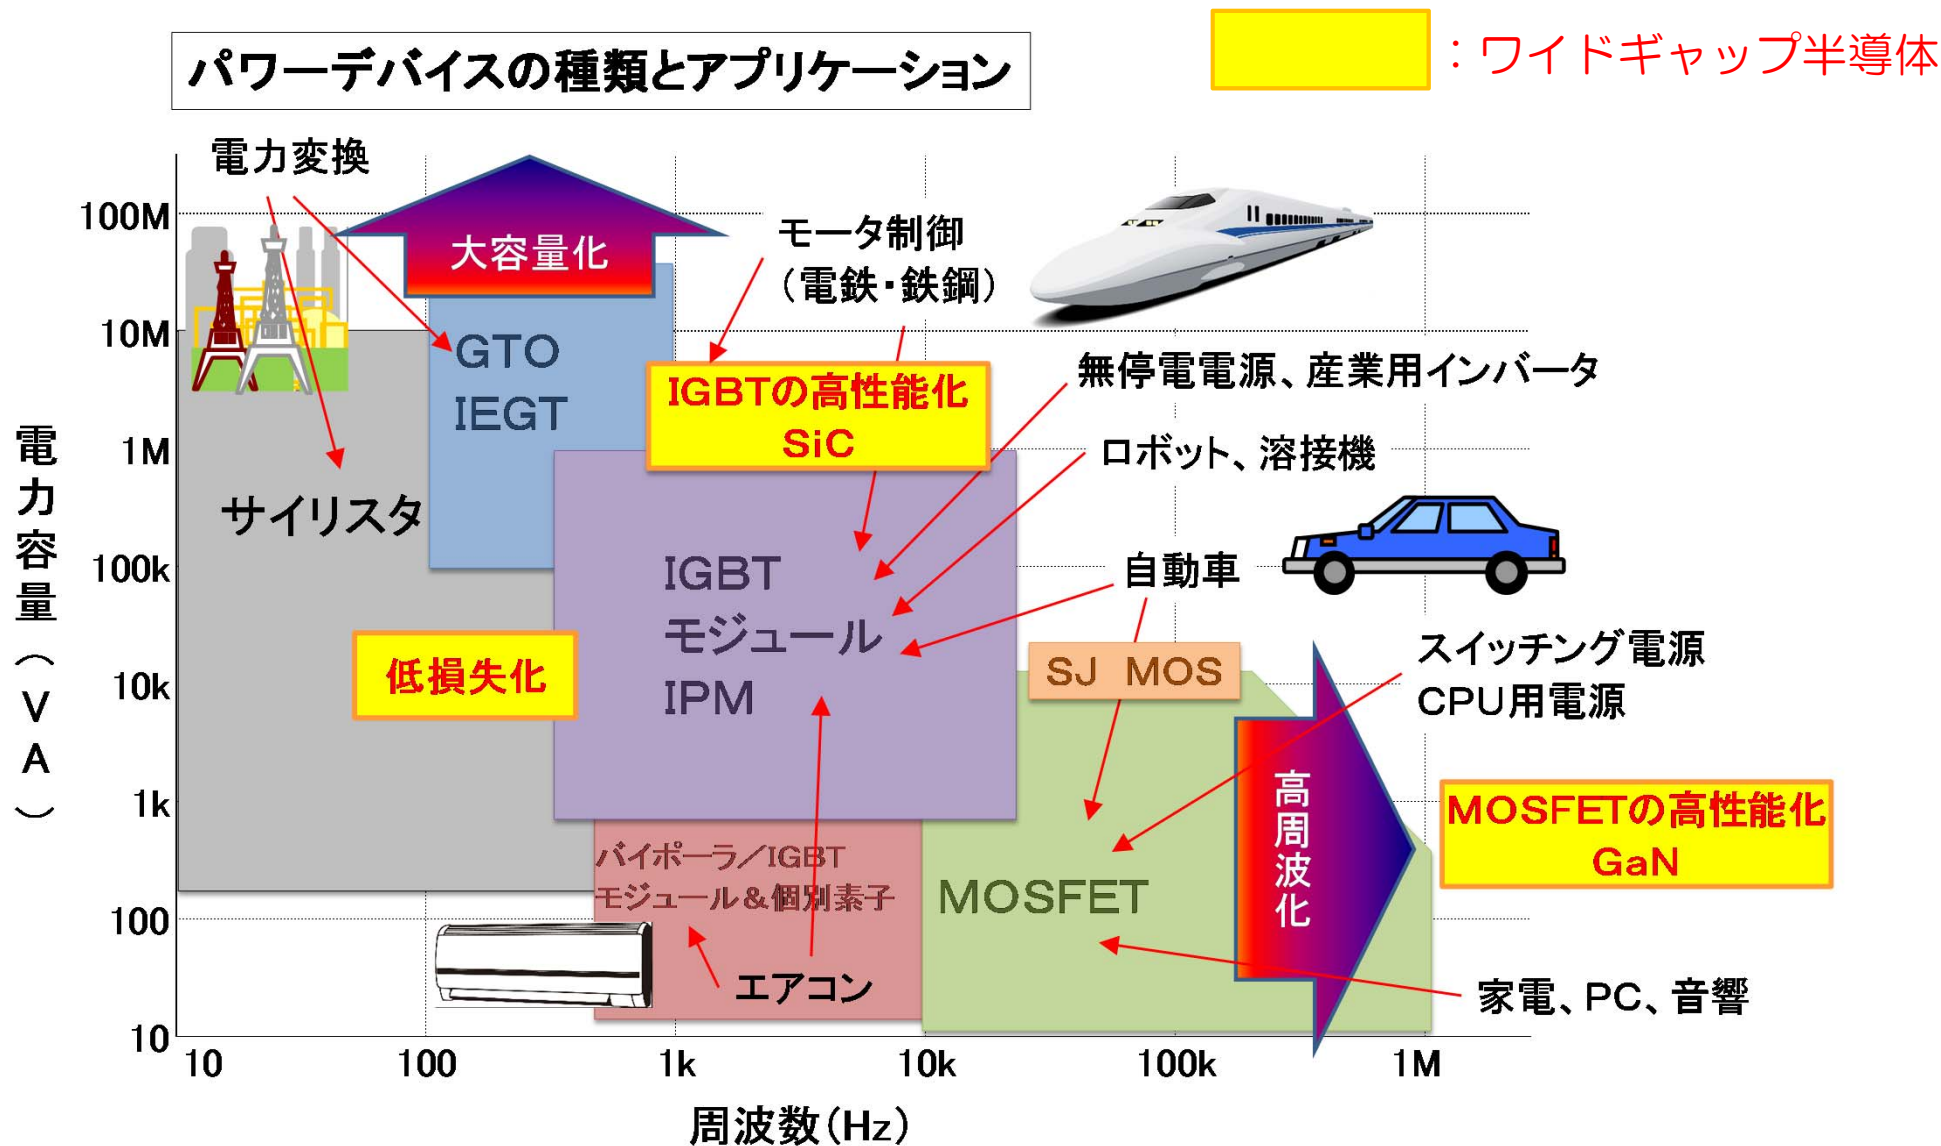 パワーデバイスの種類とアプリケーション
：ワイドギャップ半導体
電力変換
大容量化
モータ制御
（電鉄・鉄鋼）
GTO
IEGT
IGBTの高性能化
SiC
無停電電源、産業用インバータ
ロボット、溶接機
サイリスタ
自動車
IGBT
モジュール
IPM
低損失化
SJ MOS
スイッチング電源
CPU用電源
高周波化
MOSFETの高性能化
GaN
バイポーラ／IGBT
モジュール＆個別素子
MOSFET
エアコン
家電、PC、音響
電力容量（VA）
100M
10M
1M
100k
10k
1k
100
10
10 100 1k 10k 100k 1M
周波数（Hz）